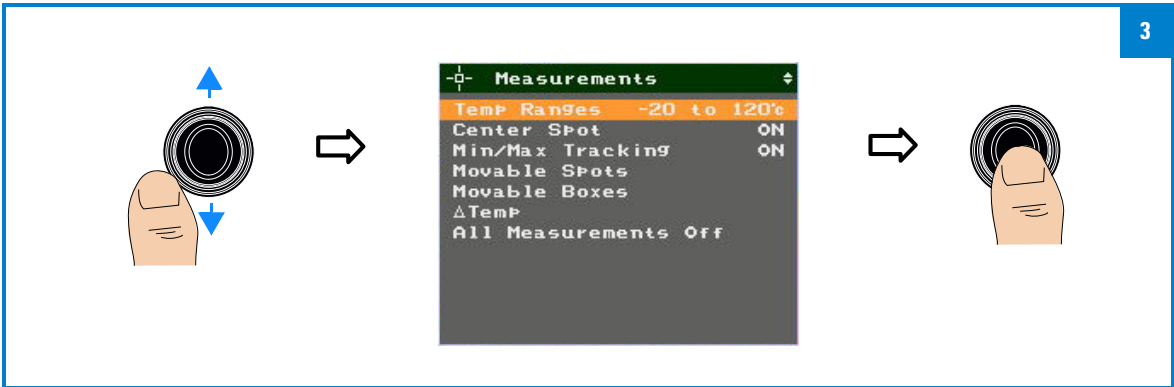 3
Measurements
Temp Ranges -20 to 120°c
Center Spot ON
Min/Max Tracking ON
Movable Spots
Movable Boxes
ΔTemp
All Measurements Off